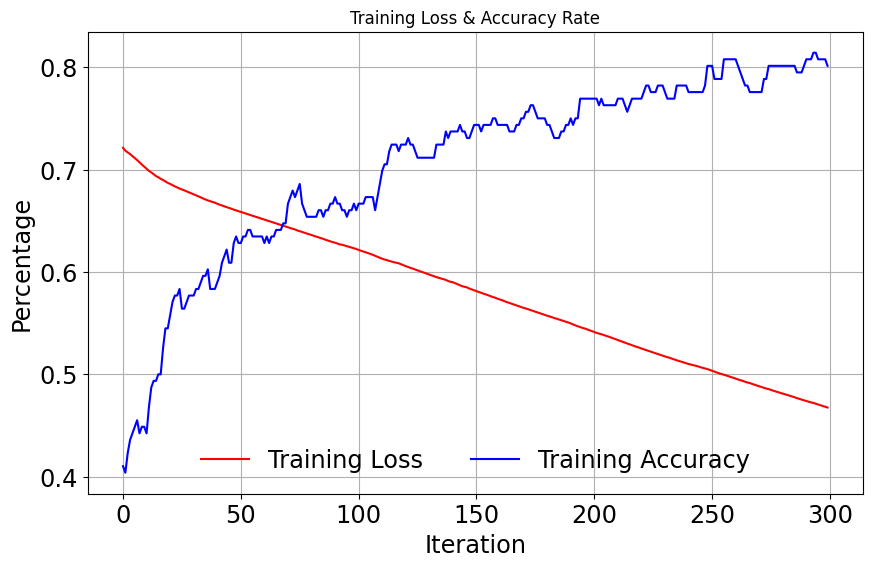 Training Loss & Accuracy Rate
0.8
0.7
0.6
0.5
0.4
Percentage
Training Loss
Training Accuracy
0 50 100 150 200 250 300
Iteration